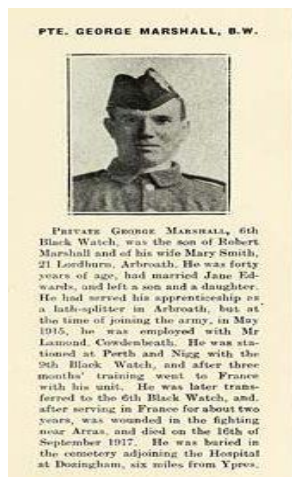 PTE. GEORGE MARSHALL, B.W.
PRIVATE GEORGE MARSHALL, 6th
Black Watch, was the son of Robert
Marshall and of his wife Mary Smith,
21 Lordburn, Arbroath. He was forty
years of age, had married Jane Ed-
wards, and left a son and a daughter.
He had served his apprenticeship as
a lath-splitter in Arbroath, but at
the time of joining the army, in May
1915, he was employed with Mr
Lamond, Cowdenbeath. He was sta-
tioned at Perth and Nigg with the
9th Black Watch, and after three
months' training went to France
with his unit. He was later trans-
ferred to the 6th Black Watch, and,
after serving in France for about two
years, was wounded in the fighting
near Arras, and died on the 16th of
September 1917. He was buried in
the cemetery adjoining the Hospital
at Dozingham, six miles from Ypres.